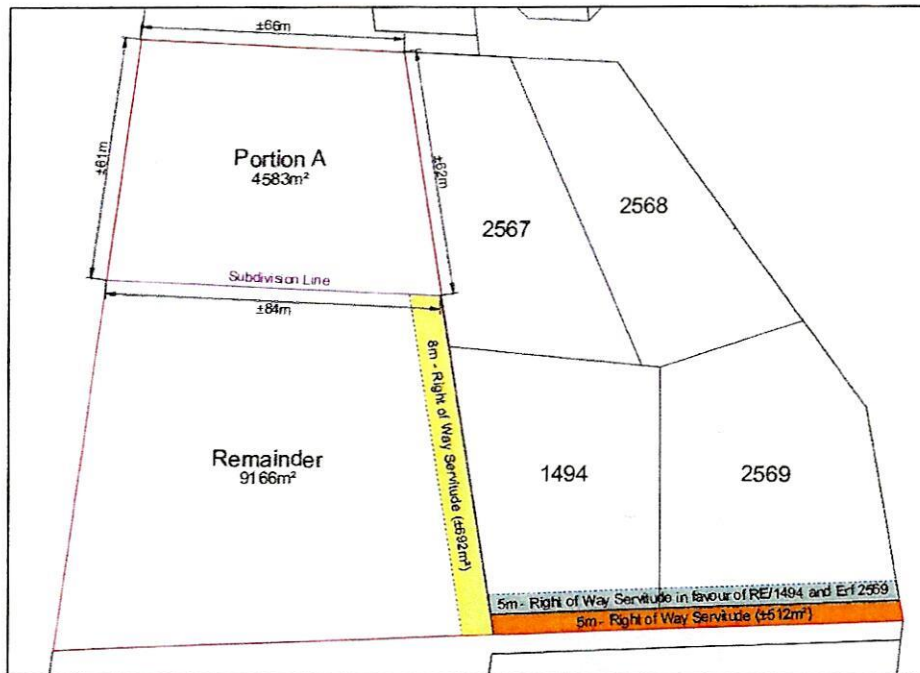 ±66m
±61m
Portion A
4583m²
±62m
2567
2568
Subdivision Line
±84m
8m - Right of Way Servitude (±692m²)
Remainder
9166m²
1494
2569
5m - Right of Way Servitude in favour of RE/1494 and Erf 2569
5m - Right of Way Servitude (±512m²)